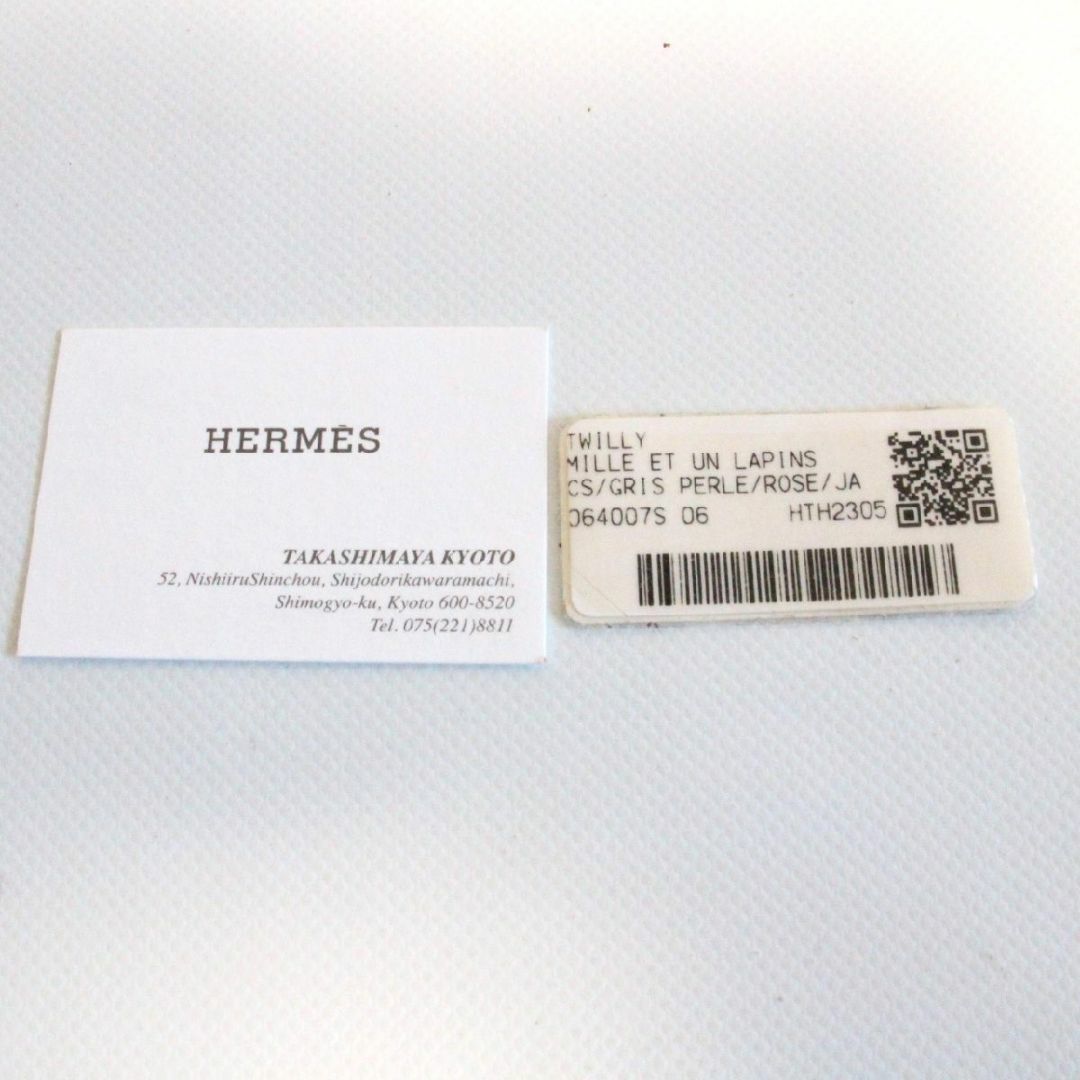 HERMÈS
TAKASHIMAYA KYOTO
52, NishiiruShinchou, Shijodorikawaramachi,
Shimogyo-ku, Kyoto 600-8520
Tel. 075(221)8811
TWILLY
MILLE ET UN LAPINS
CS/GRIS PERLE/ROSE/JA
064007S 06 HTH2305